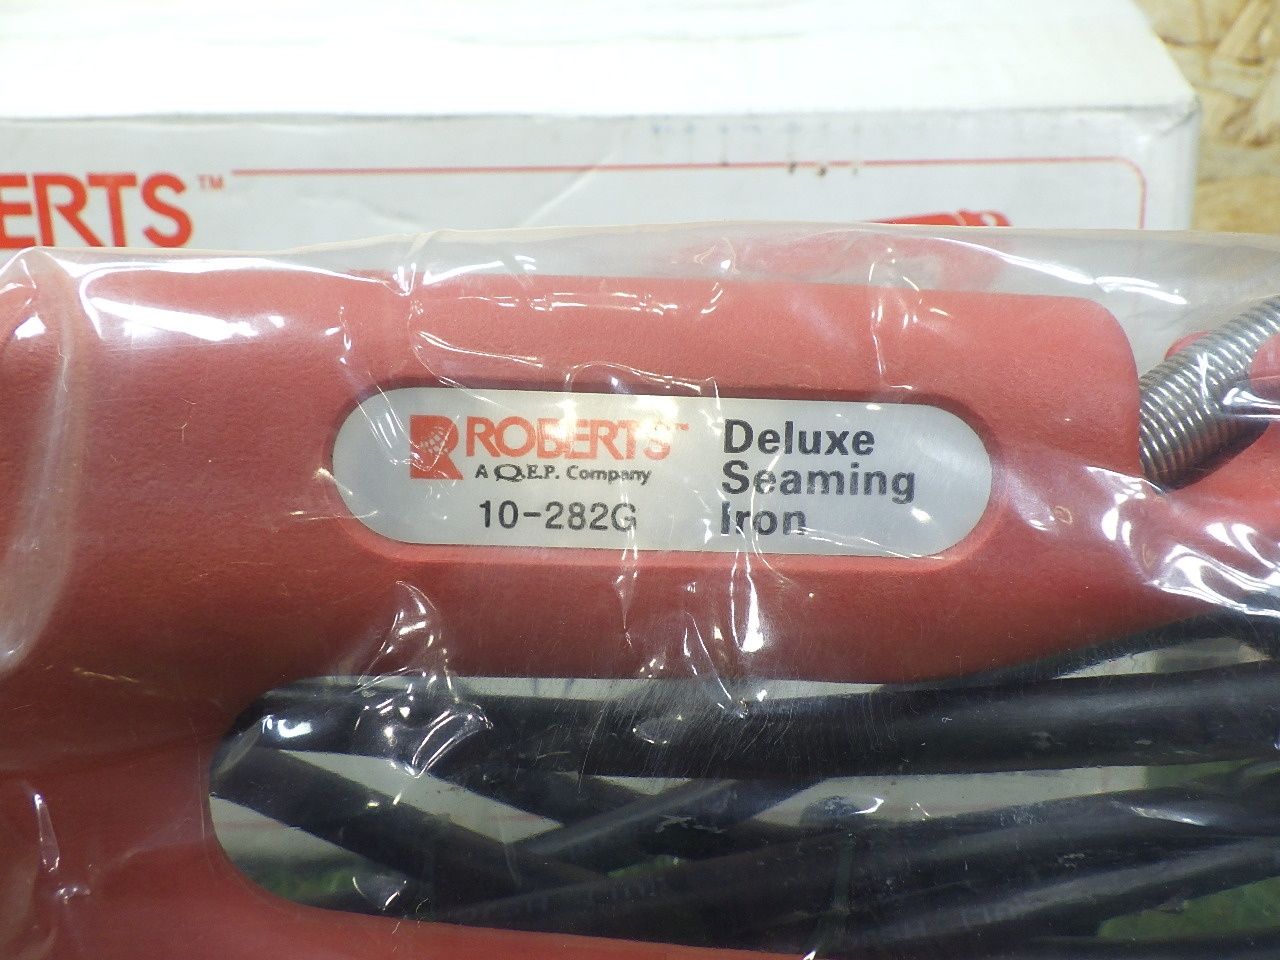 ERTS™
ROBERTS™
A Q.E.P. Company
10-282G
Deluxe
Seaming
Iron